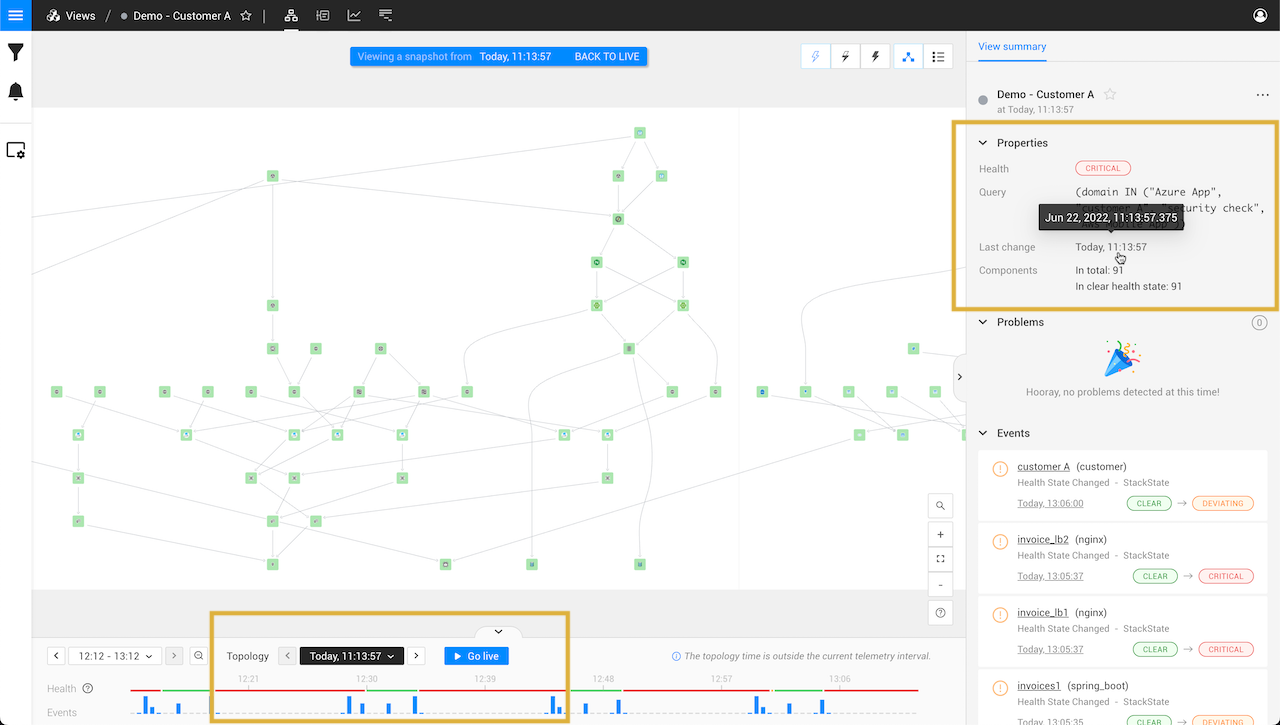 Views / Demo - Customer A
Viewing a snapshot from Today, 11:13:57 BACK TO LIVE
View summary
Demo - Customer A
at Today, 11:13:57
Properties
Health CRITICAL
Query (domain IN ("Azure App",
"customer A", "security check",
Jun 22, 2022, 11:13:57.375
Last change Today, 11:13:57
Components In total: 91
In clear health state: 91
Problems 0
Hooray, no problems detected at this time!
Events
customer A (customer)
Health State Changed - StackState
Today, 13:06:00 CLEAR → DEVIATING
invoice_lb2 (nginx)
Health State Changed - StackState
Today, 13:05:37 CLEAR → CRITICAL
invoice_lb1 (nginx)
Health State Changed - StackState
Today, 13:05:37 CLEAR → CRITICAL
invoices1 (spring_boot)
Health State Changed - StackState
Today, 13:05:35 CLEAR → DEVIATING
12:12 - 13:12 Topology Today, 11:13:57 Go live
The topology time is outside the current telemetry interval.
12:21 12:30 12:39 12:48 12:57 13:06
Health
Events